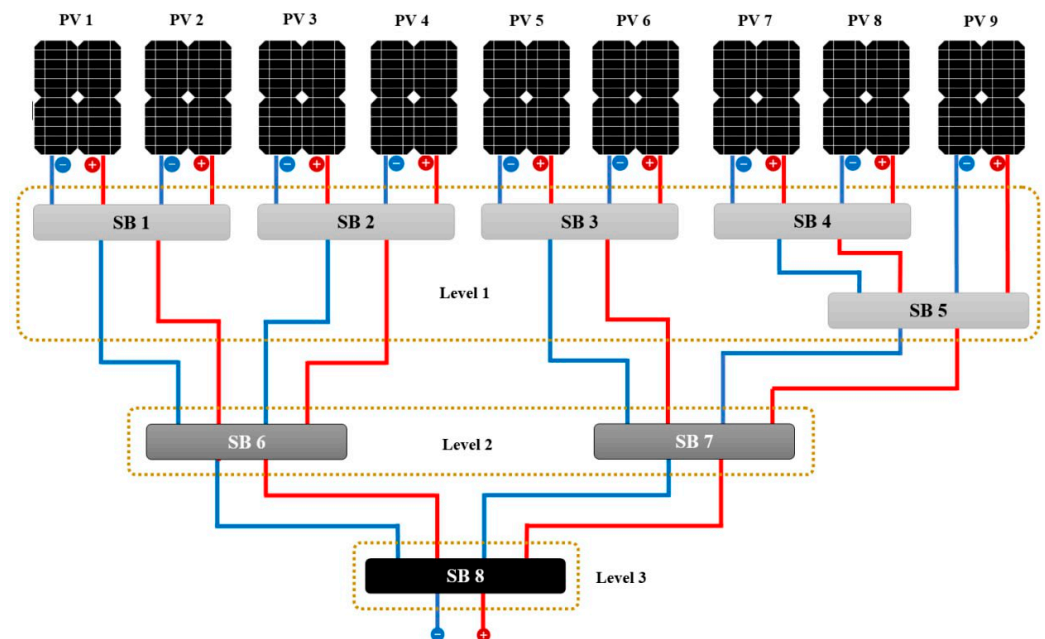 PV 1 PV 2 PV 3 PV 4 PV 5 PV 6 PV 7 PV 8 PV 9
− + − + − + − + − + − + − + − + − +
SB 1 SB 2 SB 3 SB 4
Level 1
SB 5
SB 6 Level 2 SB 7
SB 8 Level 3
− +